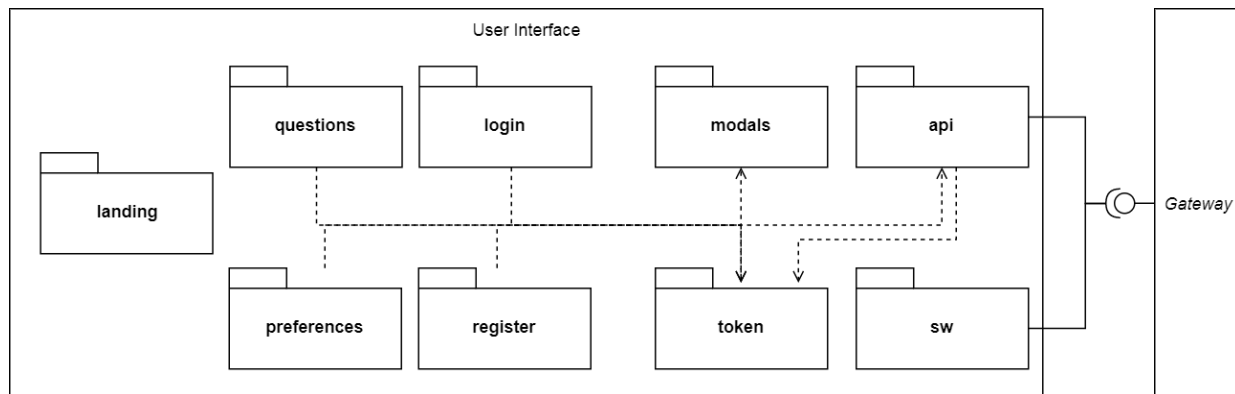 User Interface
questions
login
modals
api
landing
Gateway
preferences
register
token
sw